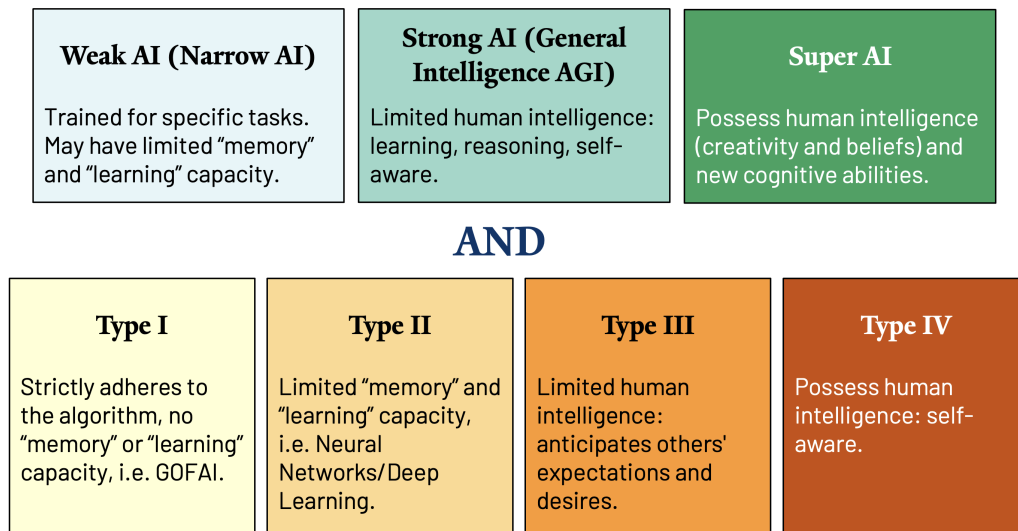 Weak AI (Narrow AI)
Trained for specific tasks.
May have limited “memory”
and “learning” capacity.
Strong AI (General
Intelligence AGI)
Limited human intelligence:
learning, reasoning, self-
aware.
Super AI
Possess human intelligence
(creativity and beliefs) and
new cognitive abilities.
AND
Type I
Strictly adheres to
the algorithm, no
“memory” or “learning”
capacity, i.e. GOFAI.
Type II
Limited “memory” and
“learning” capacity,
i.e. Neural
Networks/Deep
Learning.
Type III
Limited human
intelligence:
anticipates others'
expectations and
desires.
Type IV
Possess human
intelligence: self-
aware.